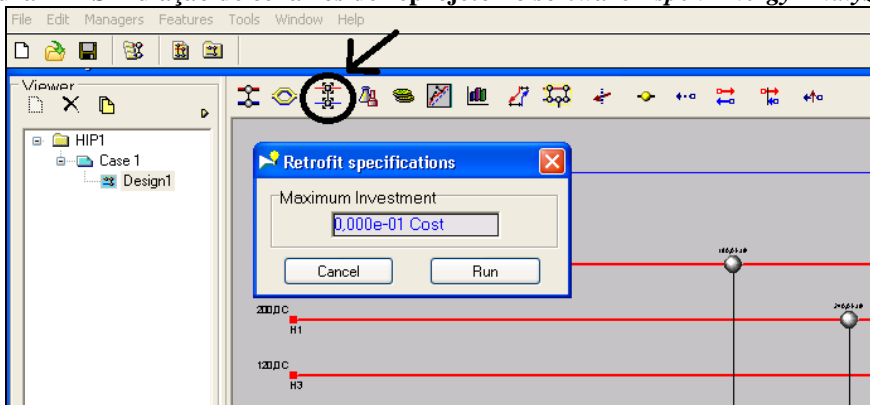 File Edit Managers Features Tools Window Help
Viewer
HIP1
Case 1
Design1
Retrofit specifications
Maximum Investment
0,000e-01 Cost
Cancel Run
200,0 C
H1
120,0 C
H3